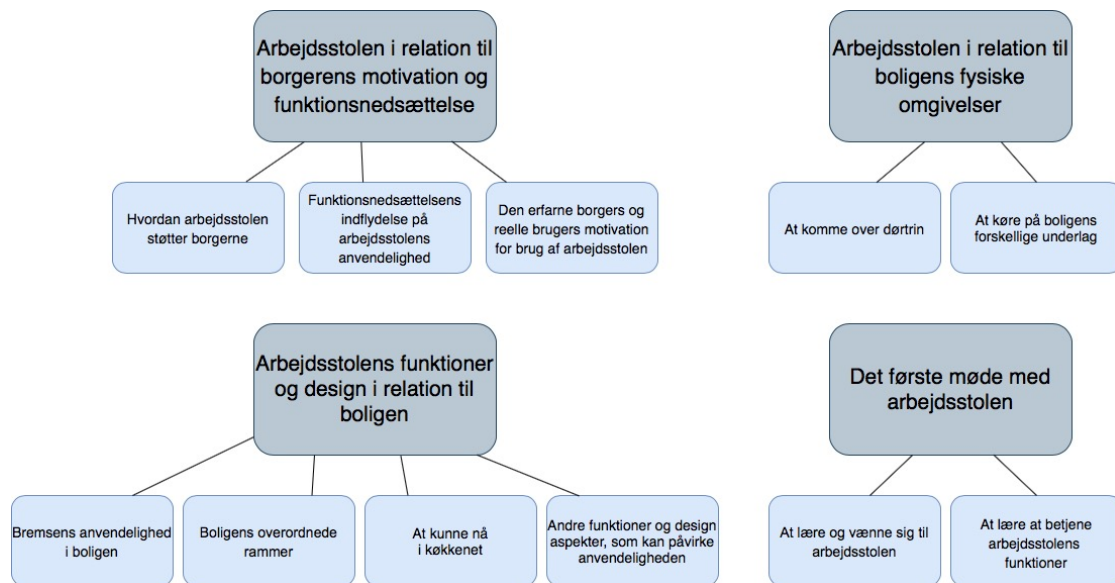 Arbejdsstolen i relation til
borgerens motivation og
funktionsnedsættelse
Arbejdsstolen i relation til
boligens fysiske
omgivelser
Hvordan arbejdsstolen
støtter borgerne
Funktionsnedsættelsens
indflydelse på
arbejdsstolens
anvendelighed
Den erfarne borgers og
reelle brugers motivation
for brug af arbejdsstolen
At komme over dørtrin
At køre på boligens
forskellige underlag
Arbejdsstolens funktioner
og design i relation til
boligen
Det første møde med
arbejdsstolen
Bremsens anvendelighed
i boligen
Boligens overordnede
rammer
At kunne nå
i køkkenet
Andre funktioner og design
aspekter, som kan påvirke
anvendeligheden
At lære og vænne sig til
arbejdsstolen
At lære at betjene
arbejdsstolens
funktioner